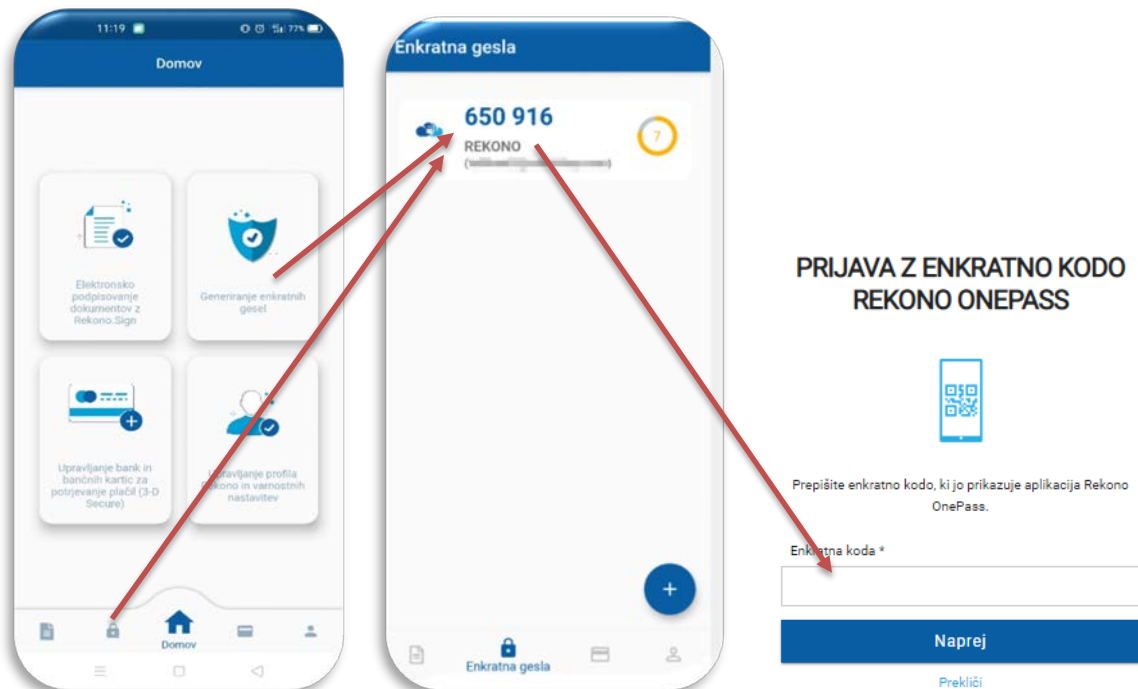 11:19
77%
Domov
Elektronsko
podpisovanje
dokumentov z
Rekono.Sign
Generiranje enkratnih
gesel
Upravljanje bank in
bančnih kartic za
potrjevanje plačil (3-D
Secure)
Upravljanje profila
Rekono in varnostnih
nastavitev
Domov
Enkratna gesla
650 916
REKONO
7
+
Enkratna gesla
PRIJAVA Z ENKRATNO KODO
REKONO ONEPASS
Prepišite enkratno kodo, ki jo prikazuje aplikacija Rekono
OnePass.
Enkratna koda *
Naprej
Prekliči